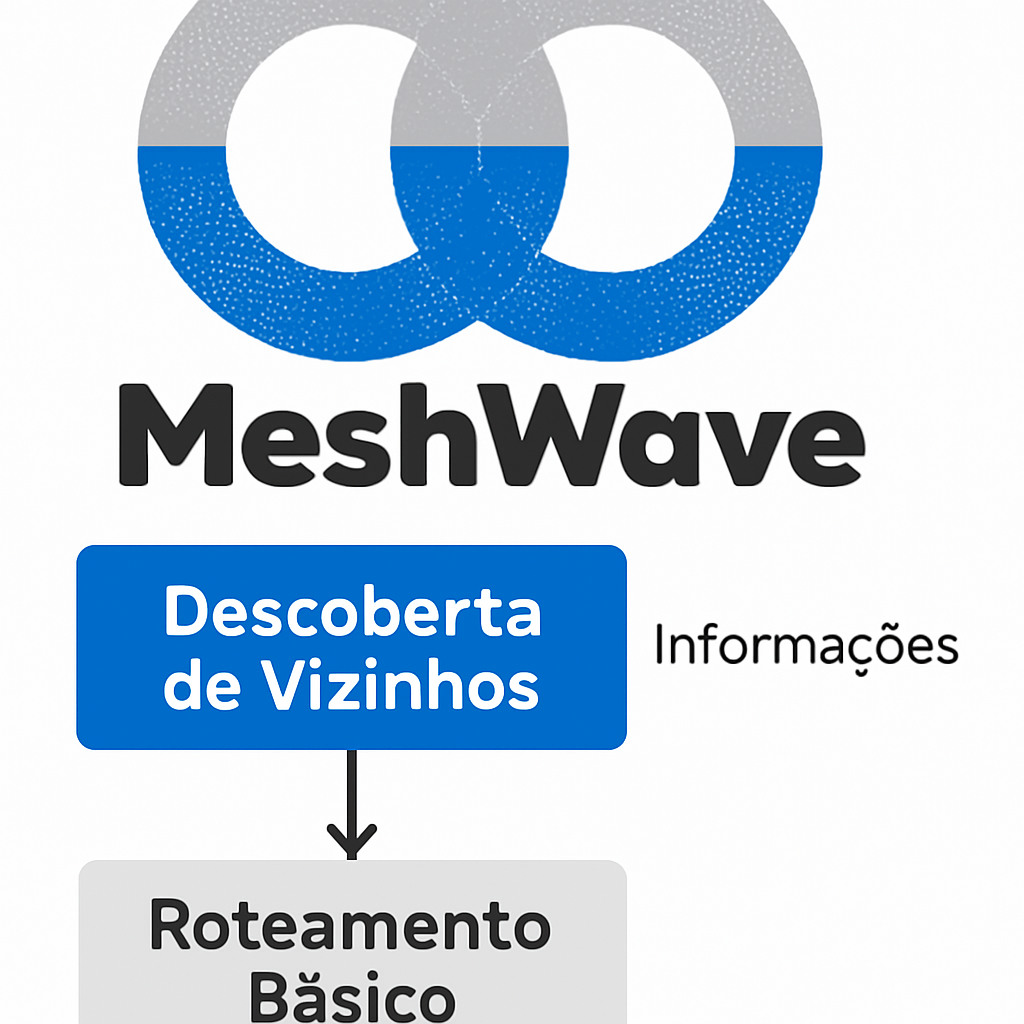 MeshWave
Descoberta
de Vizinhos
Informações
Roteamento
Băsico